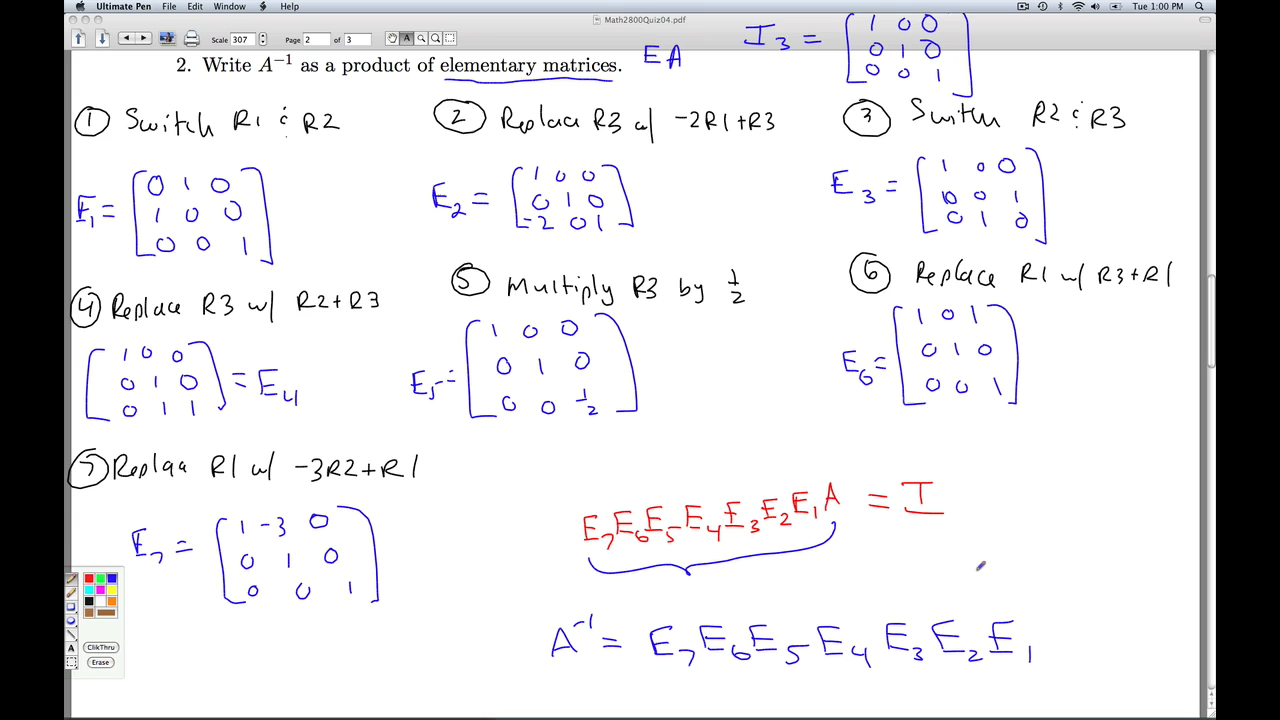 Ultimate Pen File Edit Window Help Tue 1:00 PM
Math2800Quiz04.pdf
Scale 307 Page 2 of 3
I3 = [1 0 0
0 1 0
0 0 1]
2. Write A⁻¹ as a product of elementary matrices. EA
① Switch R1 & R2
E1 = [0 1 0
1 0 0
0 0 1]
② Replace R3 w/ -2R1+R3
E2 = [1 0 0
0 1 0
-2 0 1]
③ Switch R2 & R3
E3 = [1 0 0
0 0 1
0 1 0]
④ Replace R3 w/ R2+R3
[1 0 0
0 1 0
0 1 1] = E4
⑤ Multiply R3 by 1/2
E5 = [1 0 0
0 1 0
0 0 1/2]
⑥ Replace R1 w/ R3+R1
E6 = [1 0 1
0 1 0
0 0 1]
⑦ Replace R1 w/ -3R2+R1
E7 = [1 -3 0
0 1 0
0 0 1]
E7E6E5E4E3E2E1A = I
A⁻¹ = E7E6E5E4E3E2E1
ClikThru
Erase